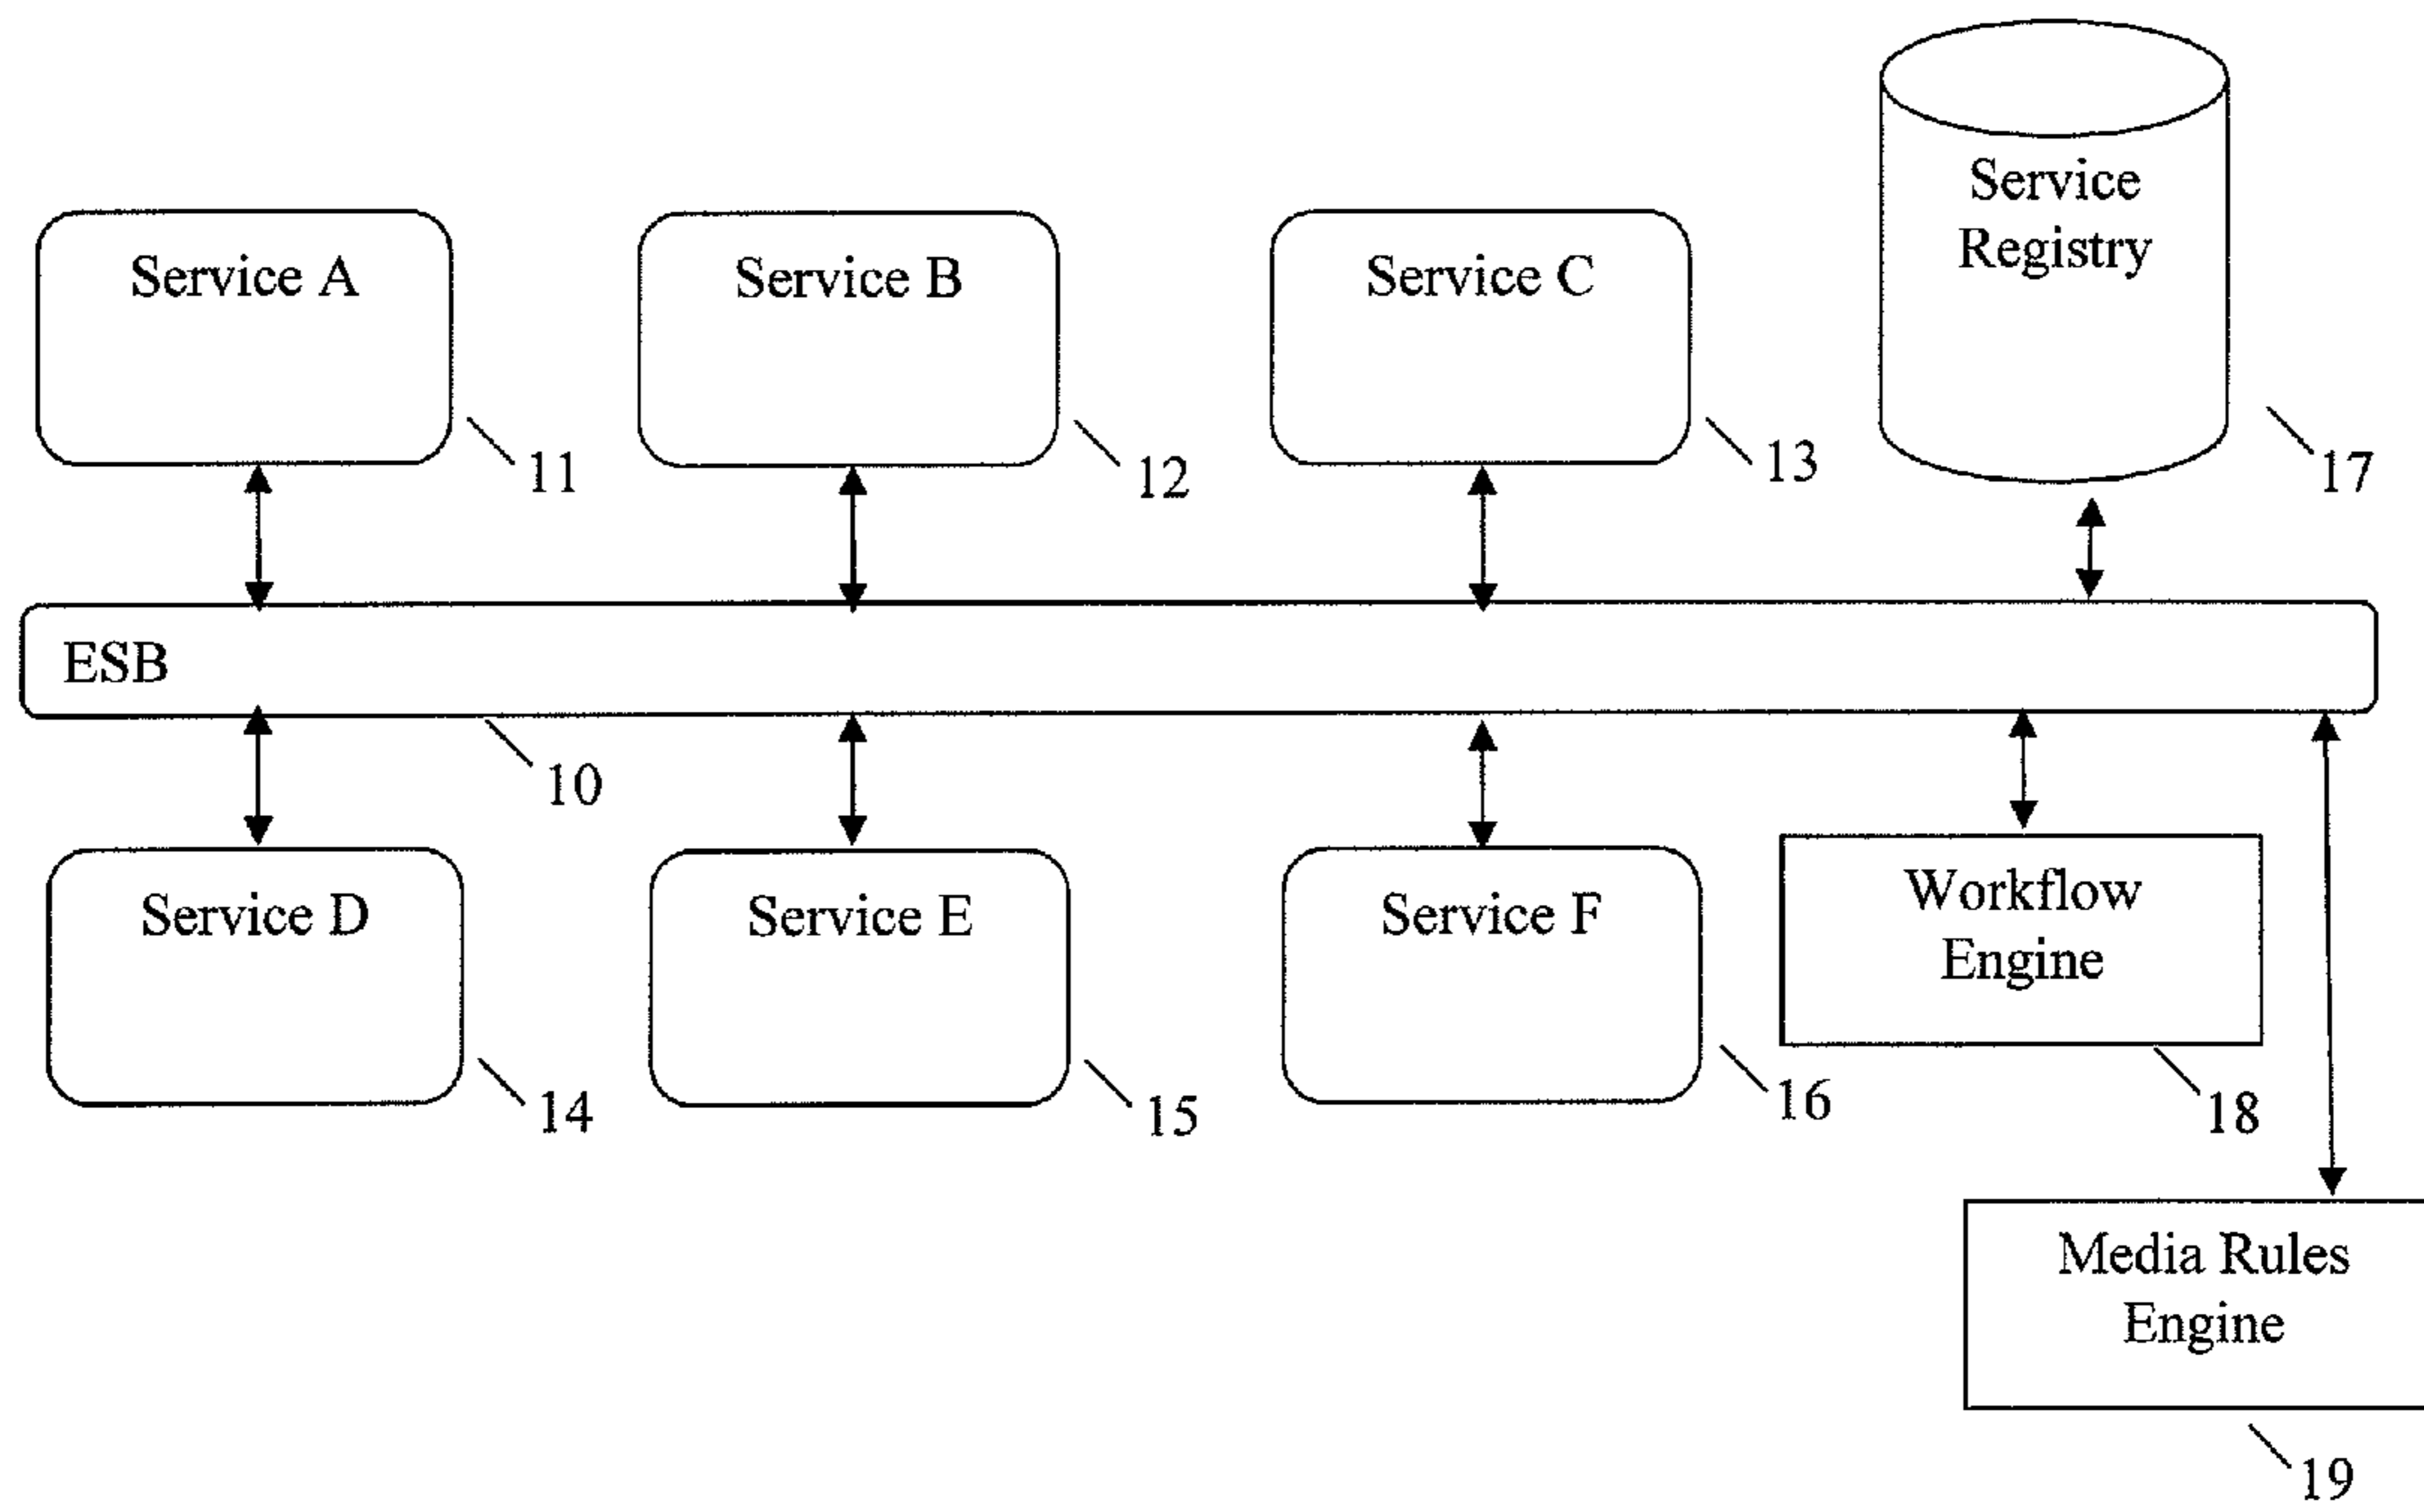 Service
Registry
Service A
Service B
Service C
11
12
13
17
ESB
10
Service D
Service E
Service F
Workflow
Engine
14
15
16
18
Media Rules
Engine
19